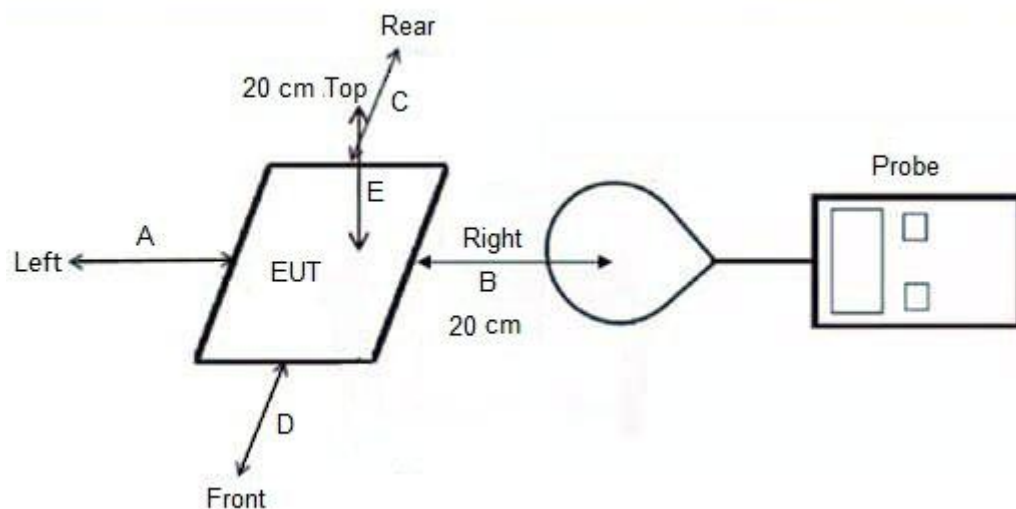 Rear
20 cm .Top
C
Probe
E
A
Right
Left
EUT
B
20 cm
D
Front